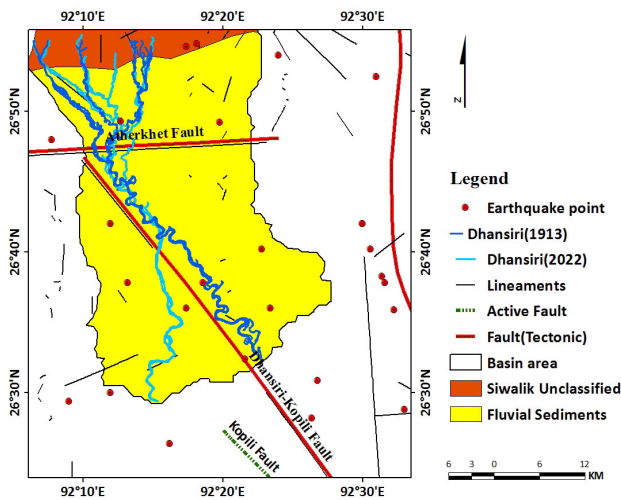 92°10'E 92°20'E 92°30'E
26°50'N
26°40'N
26°30'N
Atherkhet Fault
Dhansiri-Kopili Fault
Kopili Fault
92°10'E 92°20'E 92°30'E
26°50'N
26°40'N
26°30'N
N
Legend
Earthquake point
Dhansiri(1913)
Dhansiri(2022)
Lineaments
Active Fault
Fault(Tectonic)
Basin area
Siwalik Unclassified
Fluvial Sediments
6 3 0 6 12
KM